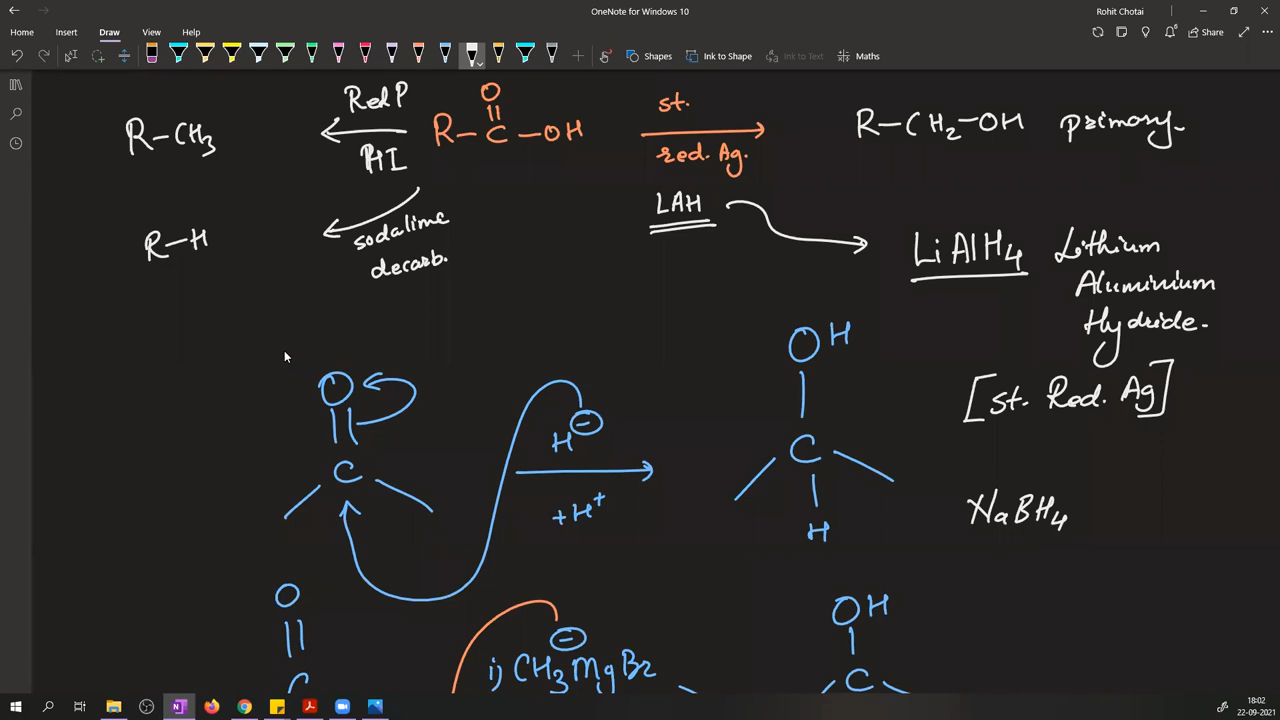 OneNote for Windows 10
Rohit Chotai
Home Insert Draw View Help
Share
Shapes Ink to Shape Ink to Text Maths
R-CH3
Red P
HI
R-C-OH
O
st.
red. Ag.
R-CH2-OH primary
R-H
sodalime
decarb.
LAH
LiAlH4 Lithium
Aluminium
Hydride.
[st. Red. Ag]
O
C
H⊖
+H+
OH
C
H
NaBH4
O
C
⊖
i) CH3MgBr
OH
C
18:02
22-09-2021